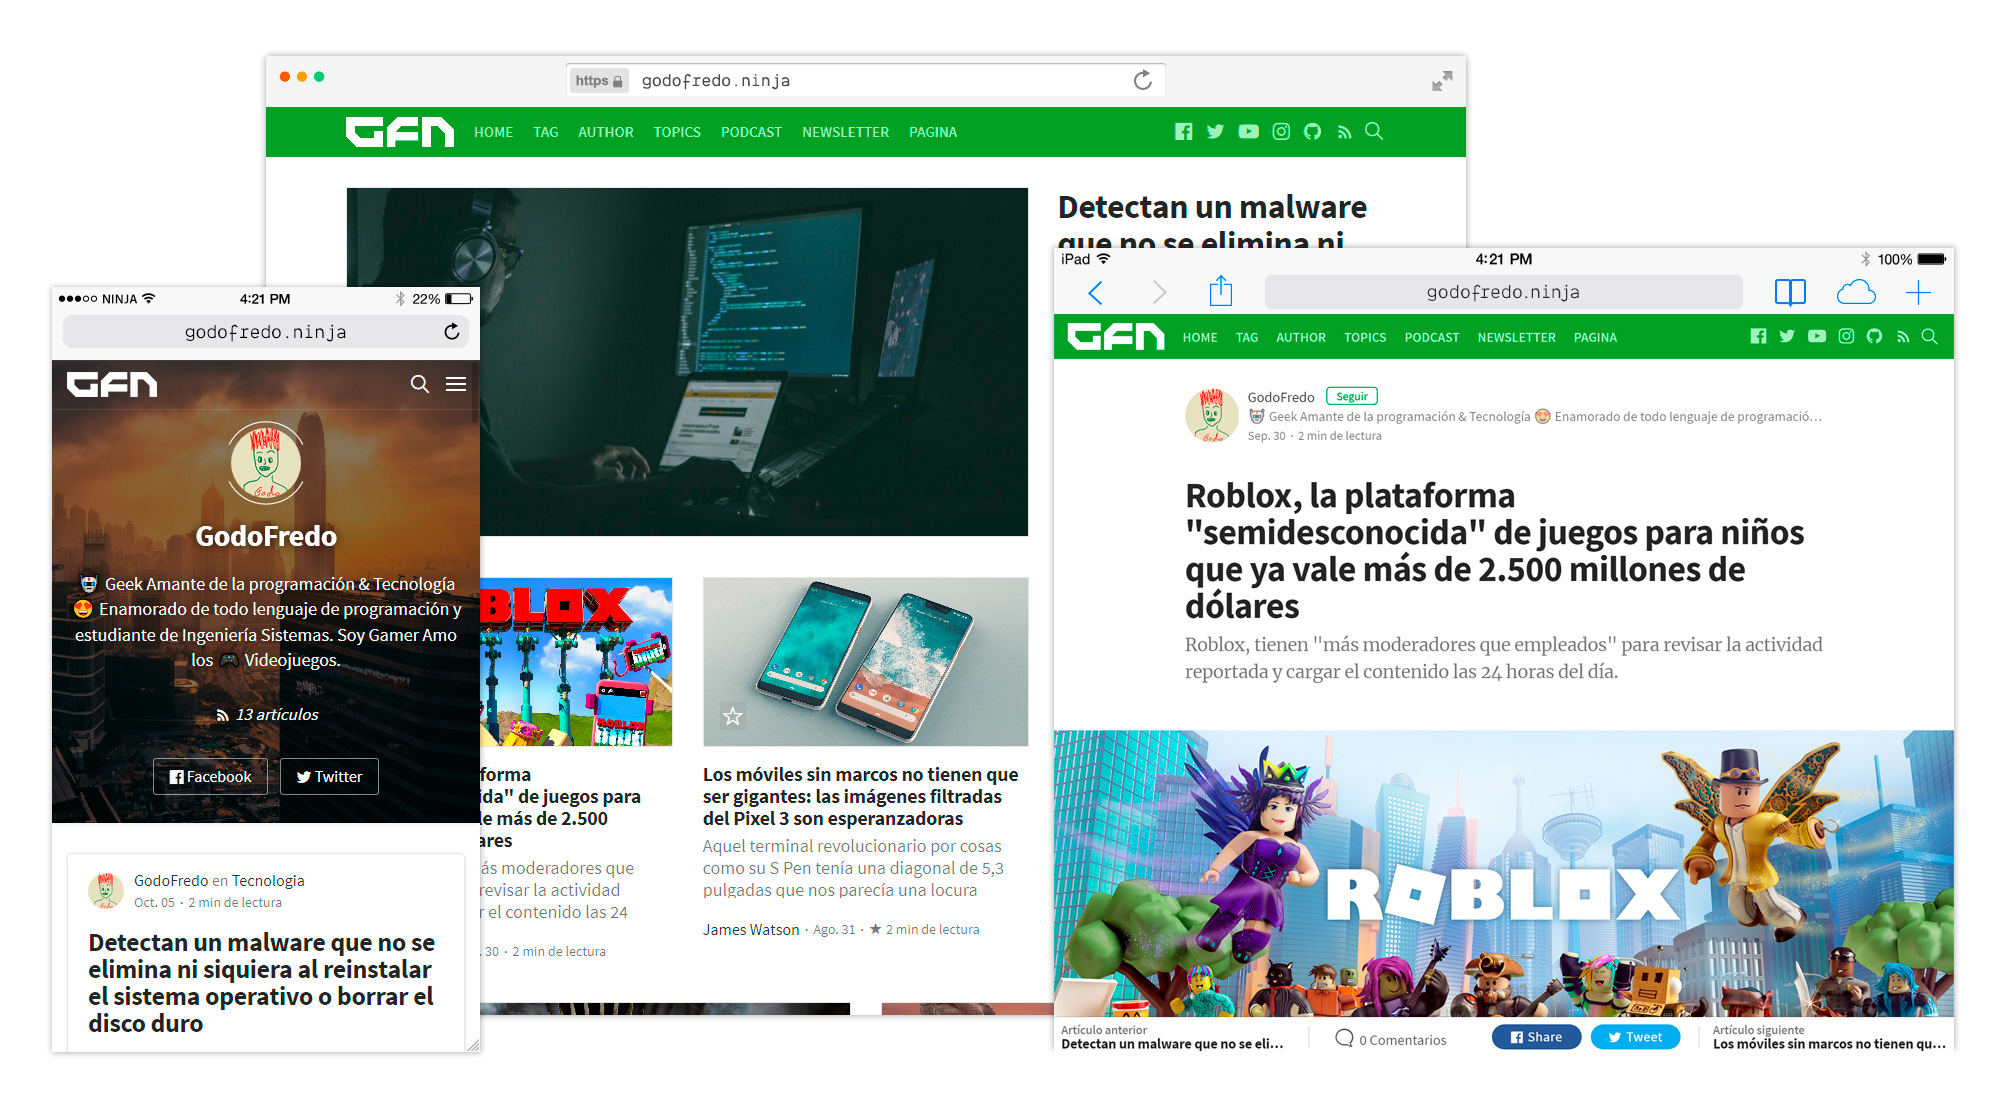 https godofredo.ninja
GFN HOME TAG AUTHOR TOPICS PODCAST NEWSLETTER PAGINA
Detectan un malware
que no se elimina ni
BLOX
ROBLOX
forma
ida" de juegos para
le más de 2.500
ares
ás moderadores que
revisar la actividad
r el contenido las 24
. 30 · 2 min de lectura
Los móviles sin marcos no tienen que
ser gigantes: las imágenes filtradas
del Pixel 3 son esperanzadoras
Aquel terminal revolucionario por cosas
como su S Pen tenía una diagonal de 5,3
pulgadas que nos parecía una locura
James Watson · Ago. 31 · ★ 2 min de lectura
NINJA 4:21 PM 22%
godofredo.ninja
GFN
Godo
GodoFredo
🤖 Geek Amante de la programación & Tecnología
😍 Enamorado de todo lenguaje de programación y
estudiante de Ingeniería Sistemas. Soy Gamer Amo
los 🎮 Videojuegos.
13 artículos
Facebook Twitter
GodoFredo en Tecnologia
Oct. 05 · 2 min de lectura
Detectan un malware que no se
elimina ni siquiera al reinstalar
el sistema operativo o borrar el
disco duro
iPad 4:21 PM 100%
godofredo.ninja
GFN HOME TAG AUTHOR TOPICS PODCAST NEWSLETTER PAGINA
GodoFredo Seguir
🤖 Geek Amante de la programación & Tecnología 😍 Enamorado de todo lenguaje de programació…
Sep. 30 · 2 min de lectura
Roblox, la plataforma
"semidesconocida" de juegos para niños
que ya vale más de 2.500 millones de
dólares
Roblox, tienen "más moderadores que empleados" para revisar la actividad
reportada y cargar el contenido las 24 horas del día.
ROBLOX
Artículo anterior
Detectan un malware que no se eli…
0 Comentarios
Share
Tweet
Artículo siguiente
Los móviles sin marcos no tienen qu…